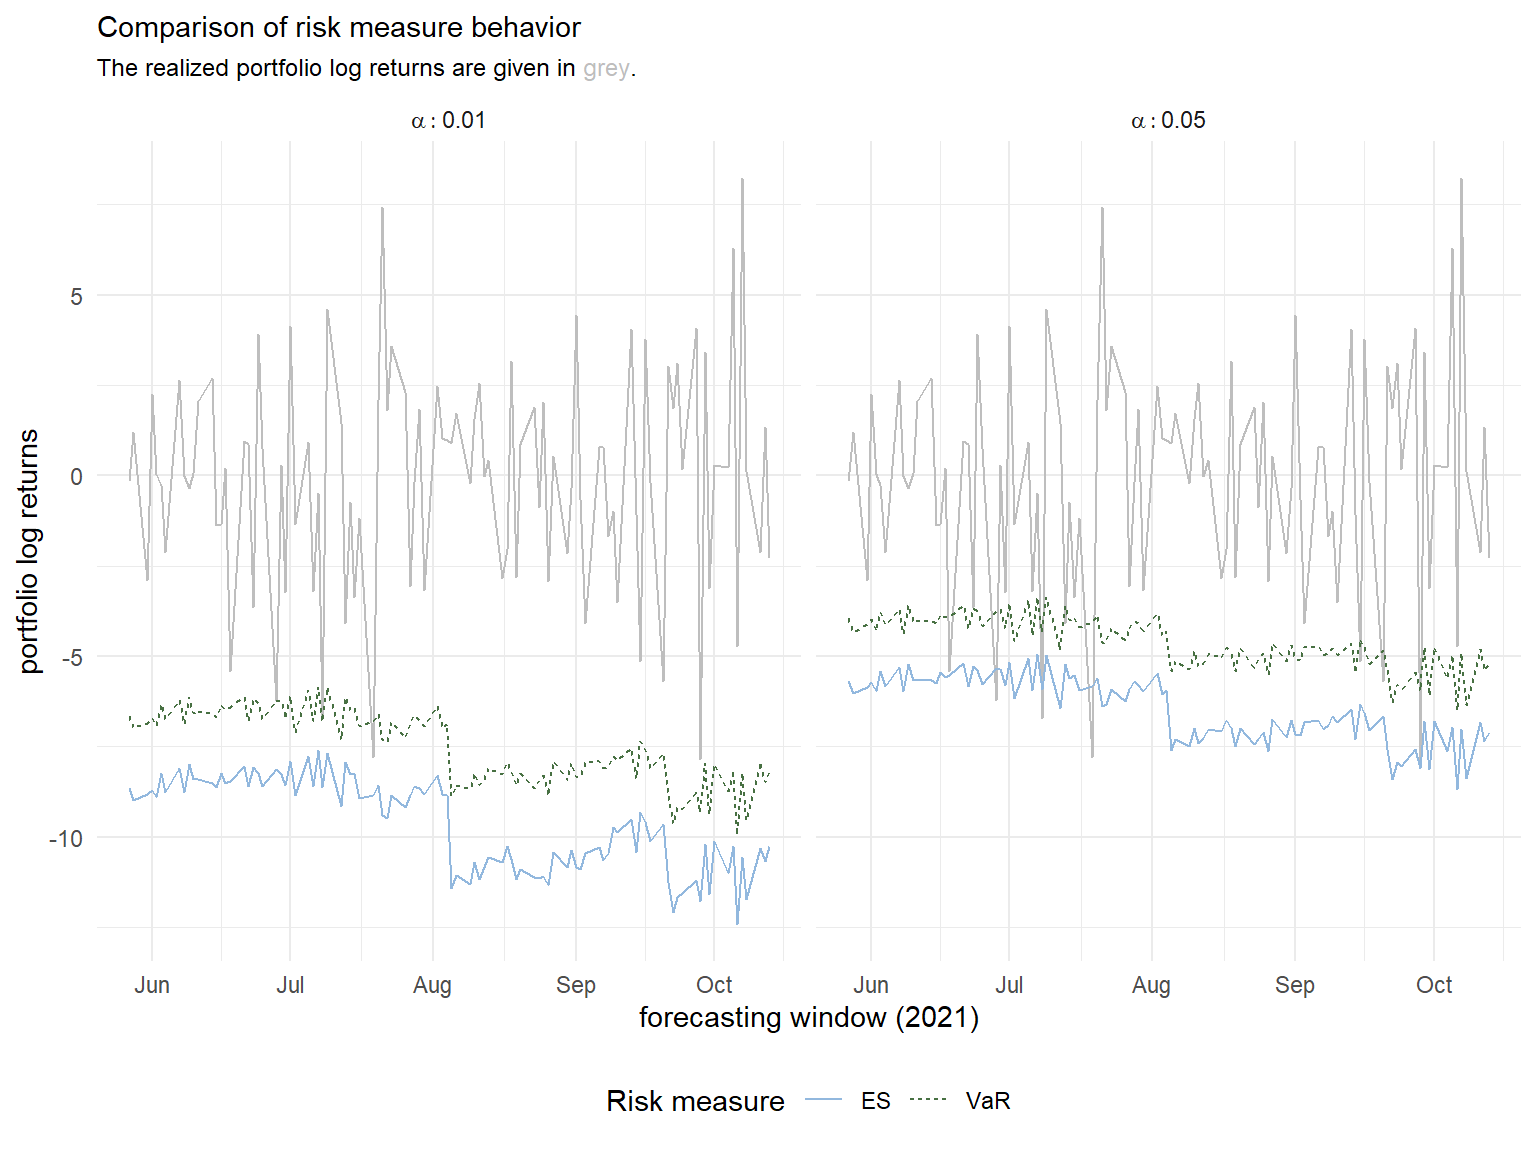 Comparison of risk measure behavior
The realized portfolio log returns are given in grey.
α : 0.01
α : 0.05
portfolio log returns
5
0
-5
-10
Jun Jul Aug Sep Oct
Jun Jul Aug Sep Oct
forecasting window (2021)
Risk measure ES VaR